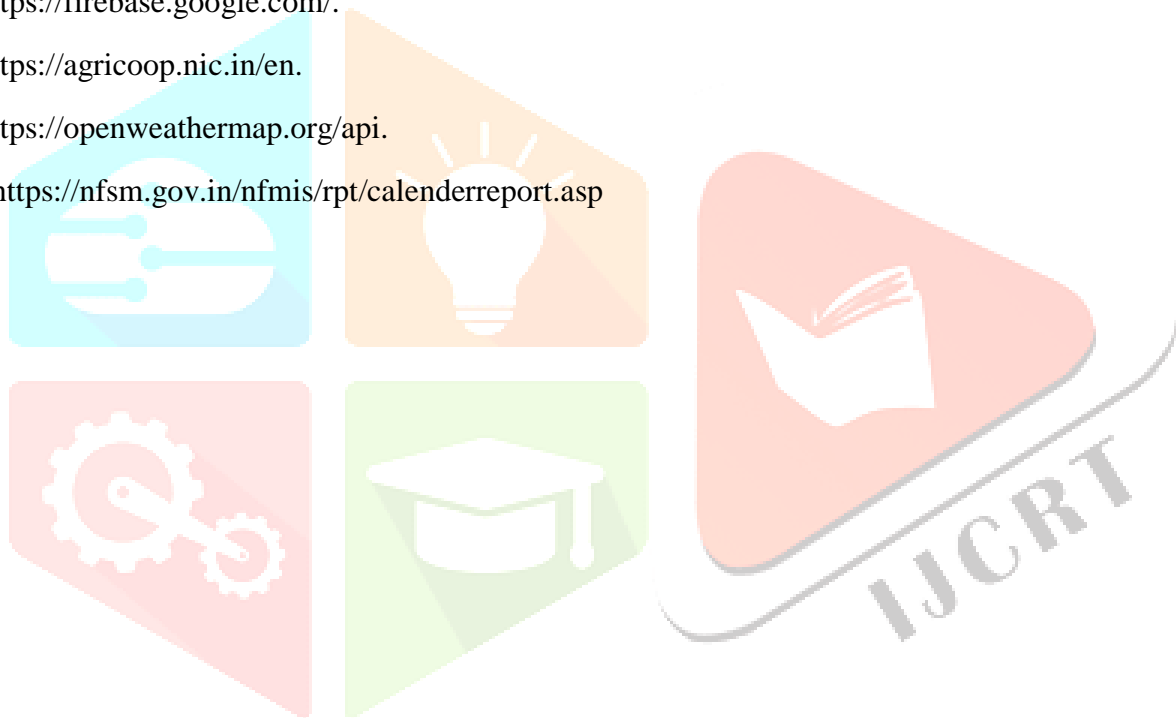 tps://firebase.google.com/.
tps://agricoop.nic.in/en.
tps://openweathermap.org/api.
https://nfsm.gov.in/nfmis/rpt/calenderreport.asp
IJCRT